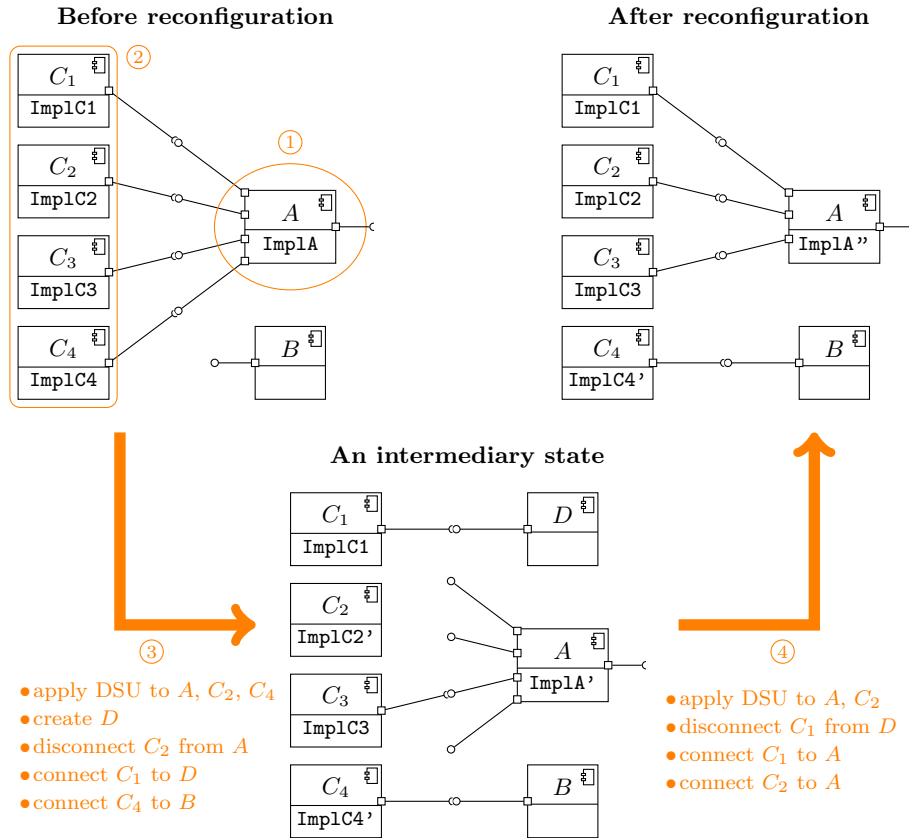 Before reconfiguration
After reconfiguration
②
C₁
ImplC1
C₂
ImplC2
C₃
ImplC3
C₄
ImplC4
①
A
ImplA
B
C₁
ImplC1
C₂
ImplC2
C₃
ImplC3
C₄
ImplC4'
A
ImplA''
B
An intermediary state
C₁
ImplC1
D
C₂
ImplC2'
C₃
ImplC3
A
ImplA'
C₄
ImplC4'
B
③
• apply DSU to A, C₂, C₄
• create D
• disconnect C₂ from A
• connect C₁ to D
• connect C₄ to B
④
• apply DSU to A, C₂
• disconnect C₁ from D
• connect C₁ to A
• connect C₂ to A